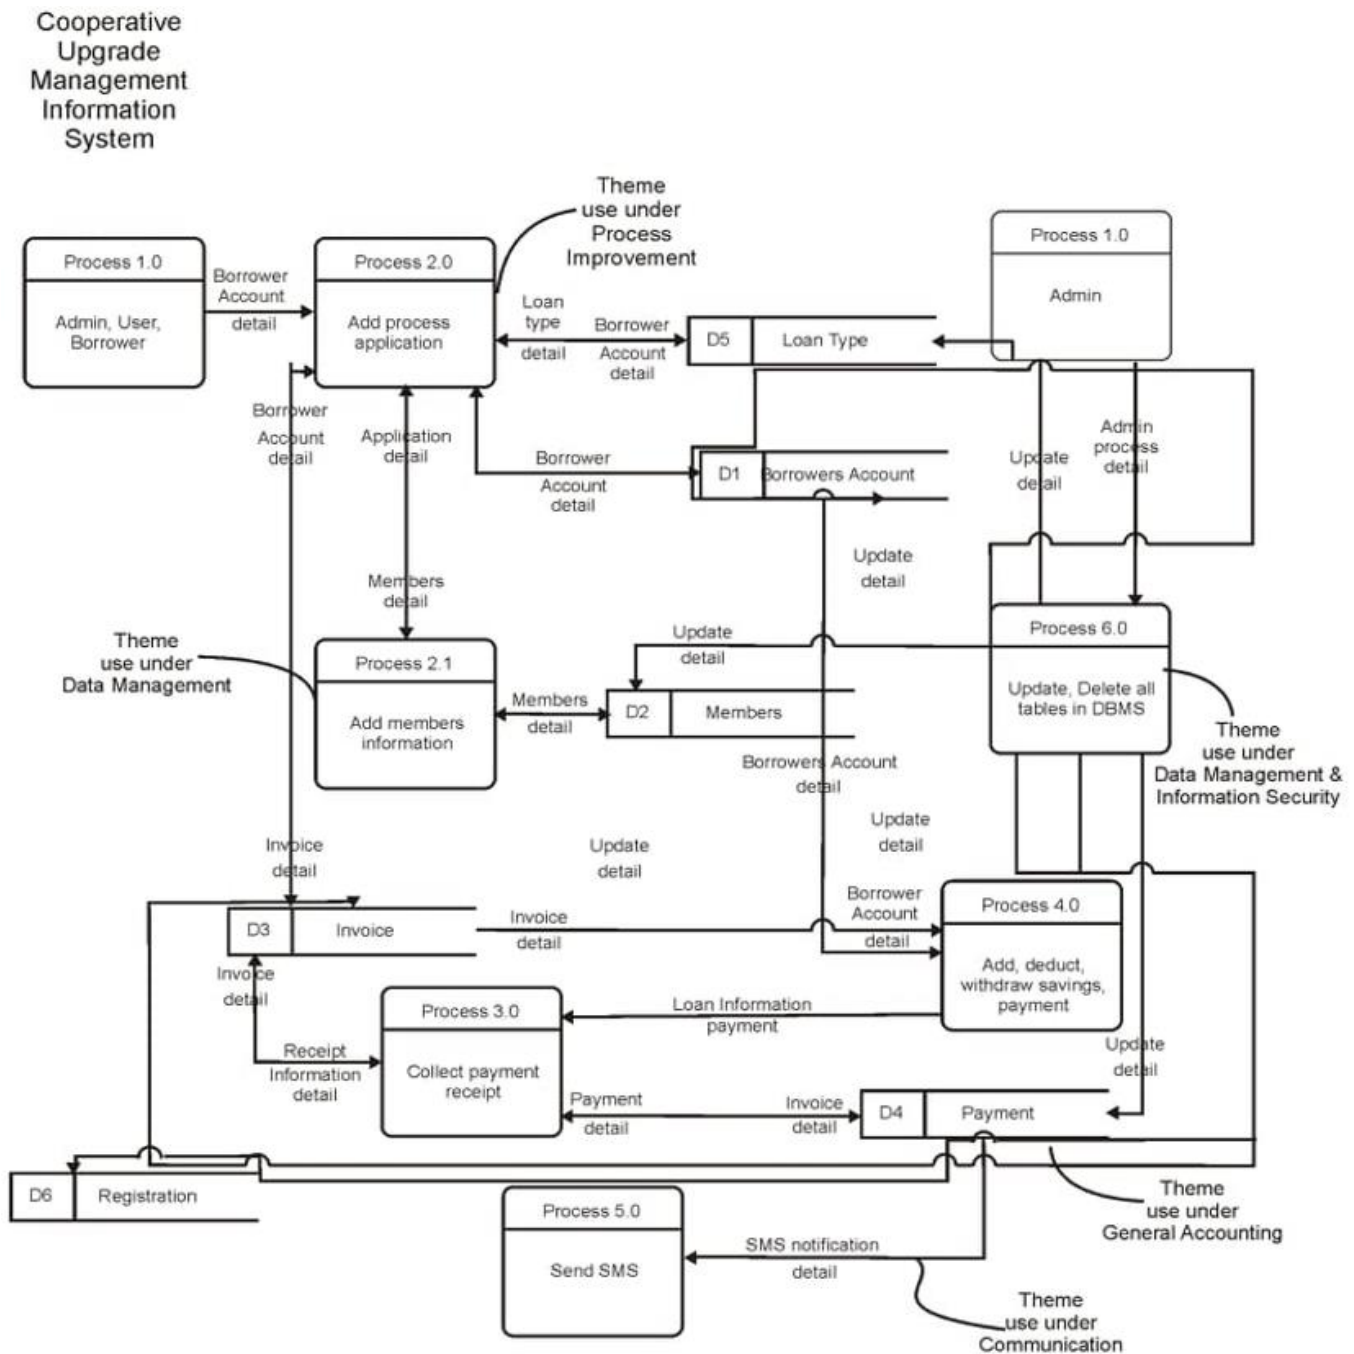 Cooperative
Upgrade
Management
Information
System
Theme
use under
Process
Improvement
Process 1.0
Admin, User,
Borrower
Borrower
Account
detail
Process 2.0
Add process
application
Loan
type
detail
Borrower
Account
detail
D5
Loan Type
Process 1.0
Admin
Borrower
Account
detail
Application
detail
Borrower
Account
detail
D1
Borrowers Account
Update
detail
Admin
process
detail
Update
detail
Members
detail
Theme
use under
Data Management
Process 2.1
Add members
information
Update
detail
Members
detail
D2
Members
Process 6.0
Update, Delete all
tables in DBMS
Theme
use under
Data Management &
Information Security
Borrowers Account
detail
Update
detail
Invoice
detail
Update
detail
D3
Invoice
Invoice
detail
Borrower
Account
detail
Process 4.0
Add, deduct,
withdraw savings,
payment
Invoice
detail
Process 3.0
Collect payment
receipt
Loan Information
payment
Receipt
Information
detail
Update
detail
Payment
detail
Invoice
detail
D4
Payment
D6
Registration
Process 5.0
Send SMS
SMS notification
detail
Theme
use under
General Accounting
Theme
use under
Communication